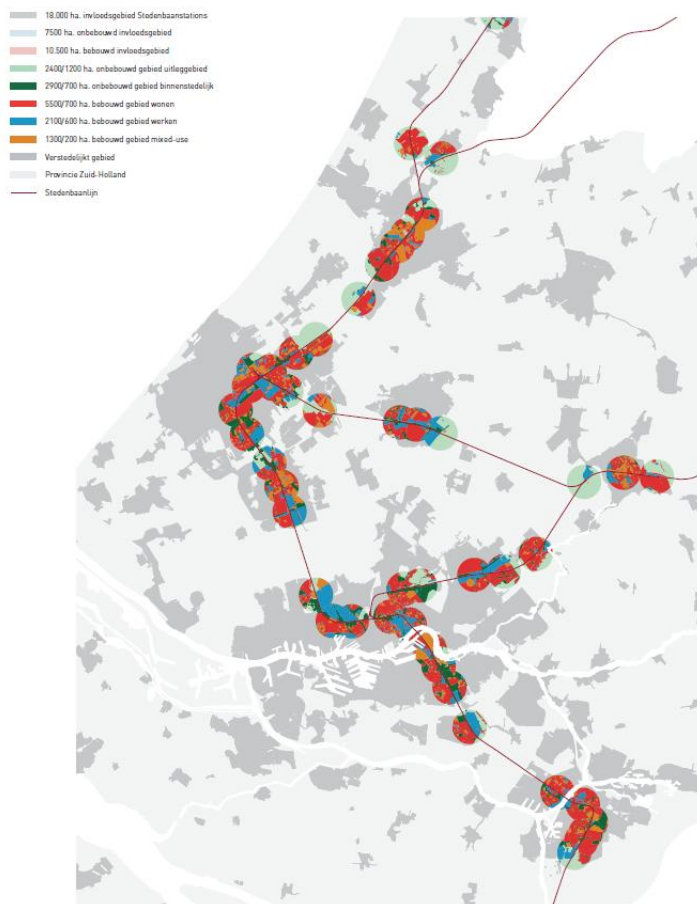 18.000 ha. invloedsgebied Stedenbaanstations
7500 ha. onbebouwd invloedsgebied
10.500 ha. bebouwd invloedsgebied
2400/1200 ha. onbebouwd gebied uitleggebied
2900/700 ha. onbebouwd gebied binnenstedelijk
5500/700 ha. bebouwd gebied wonen
2100/600 ha. bebouwd gebied werken
1300/200 ha. bebouwd gebied mixed-use
Verstedelijkt gebied
Provincie Zuid-Holland
Stedenbaanlijn